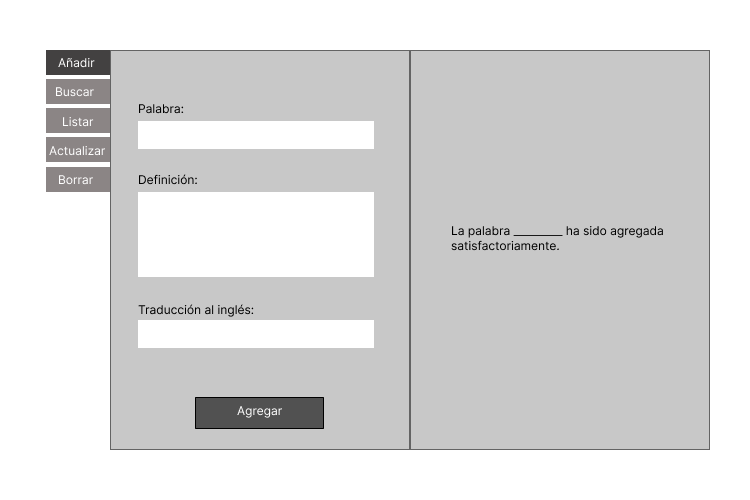 Añadir
Buscar
Listar
Actualizar
Borrar
Palabra:
Definición:
Traducción al inglés:
Agregar
La palabra ________ ha sido agregada
satisfactoriamente.